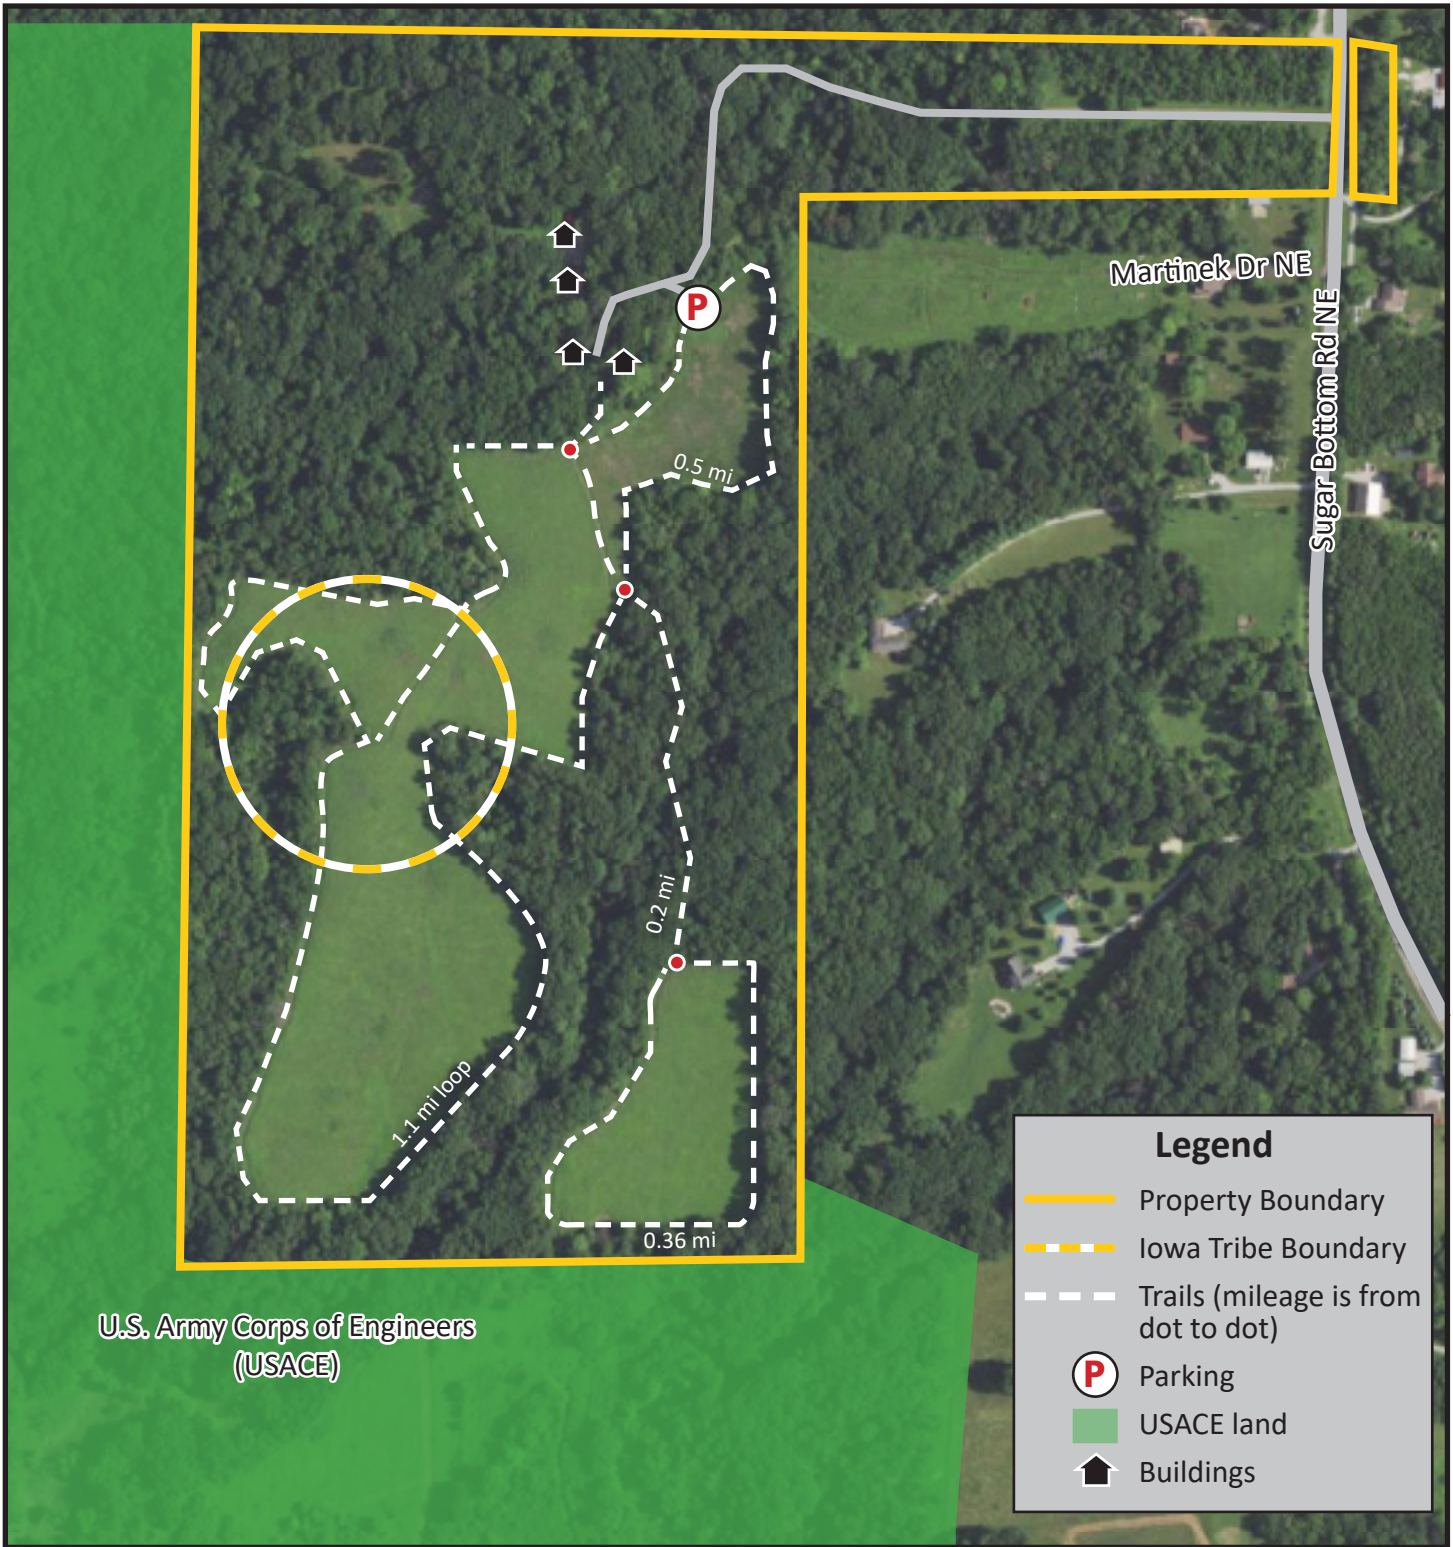 Martinek Dr NE
P
Sugar Bottom Rd NE
0.5 mi
0.2 mi
1.1 mi loop
0.36 mi
U.S. Army Corps of Engineers
(USACE)
Legend
Property Boundary
Iowa Tribe Boundary
Trails (mileage is from
dot to dot)
P
Parking
USACE land
Buildings